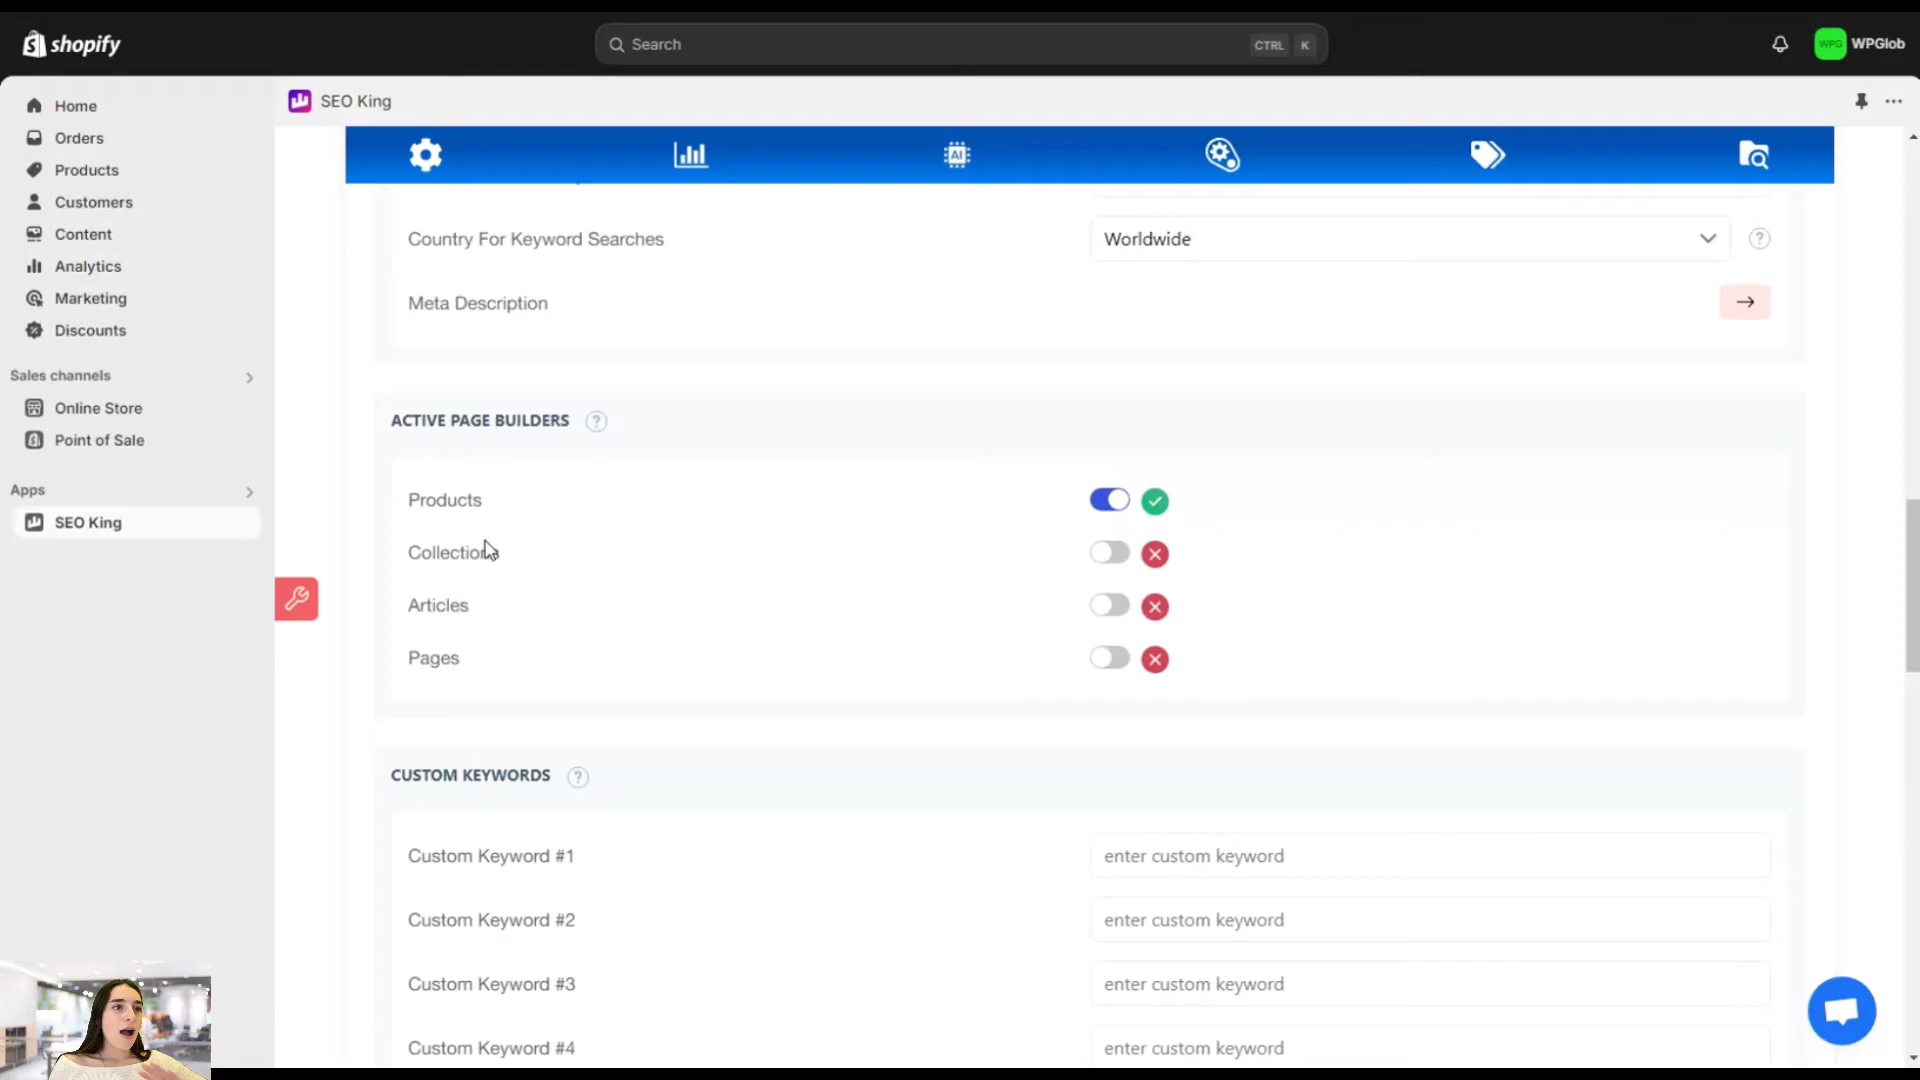 shopify
Search
CTRL K
WPG
WPGlob
Home
Orders
Products
Customers
Content
Analytics
Marketing
Discounts
Sales channels
Online Store
Point of Sale
Apps
SEO King
SEO King
AI
Country For Keyword Searches
Worldwide
?
Meta Description
ACTIVE PAGE BUILDERS ?
Products
Collections
Articles
Pages
CUSTOM KEYWORDS ?
Custom Keyword #1
enter custom keyword
Custom Keyword #2
enter custom keyword
Custom Keyword #3
enter custom keyword
Custom Keyword #4
enter custom keyword